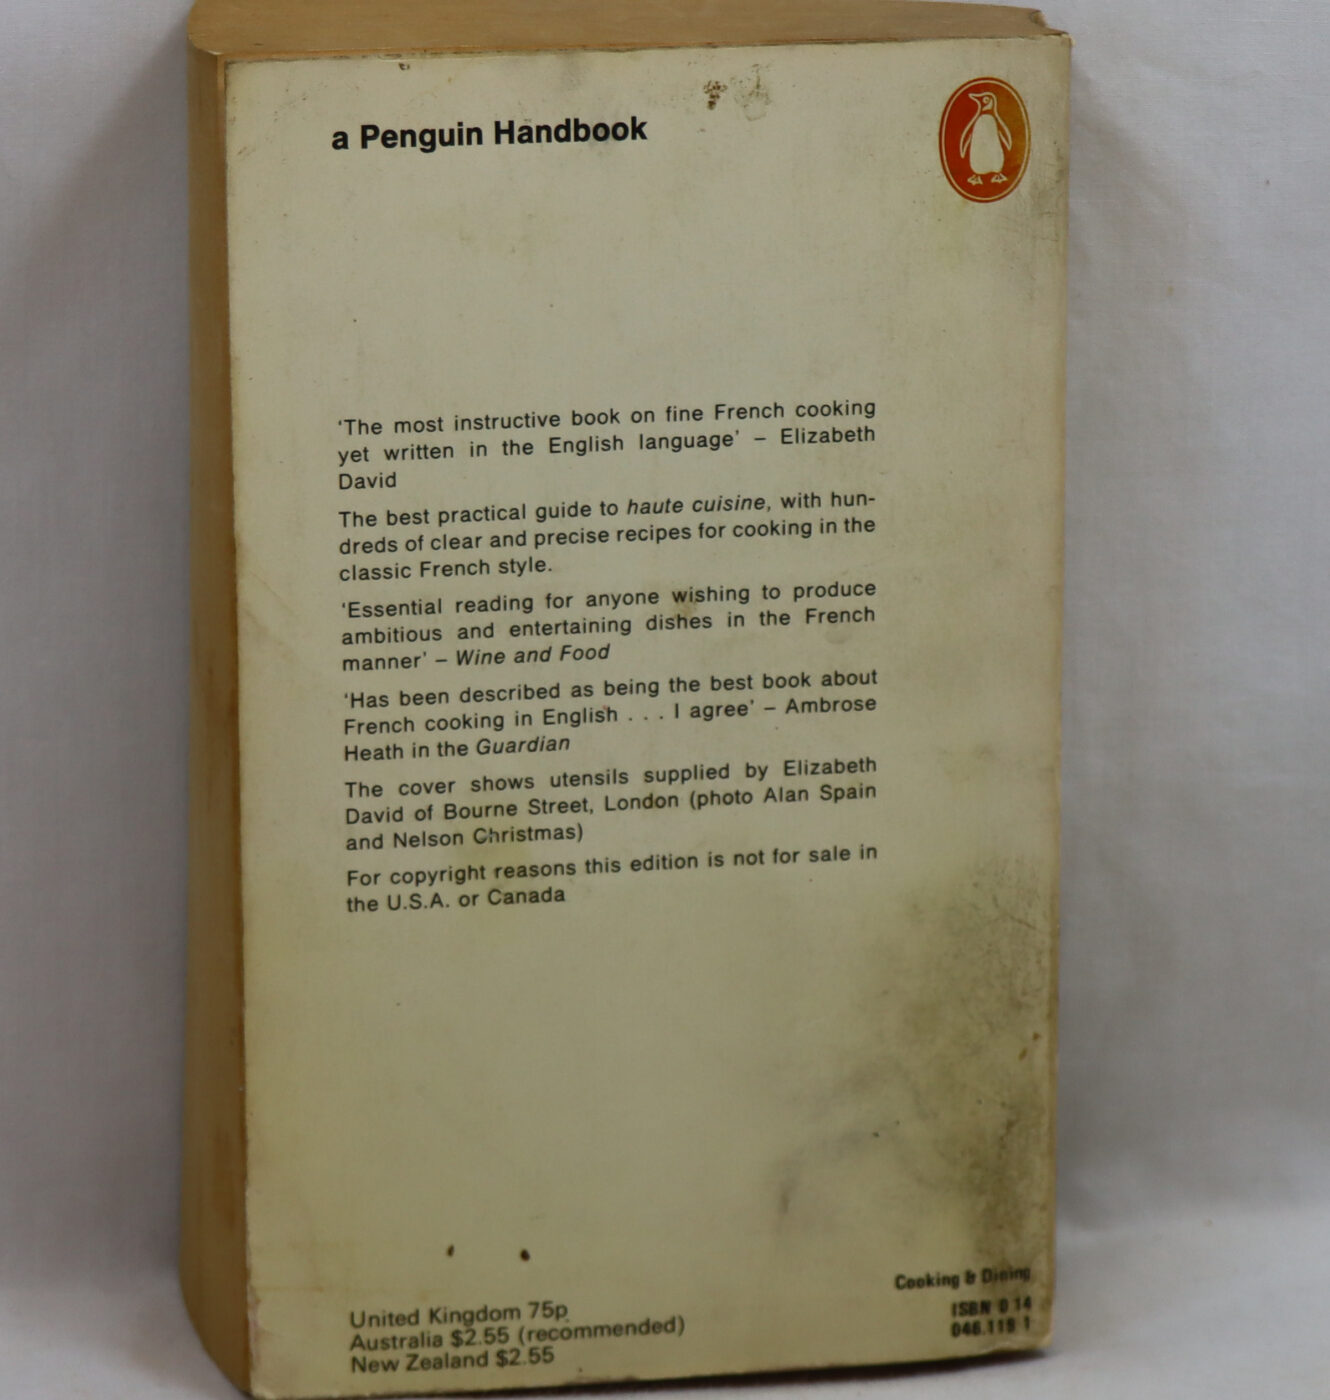 a Penguin Handbook
‘The most instructive book on fine French cooking
yet written in the English language’ – Elizabeth
David
The best practical guide to haute cuisine, with hun-
dreds of clear and precise recipes for cooking in the
classic French style.
‘Essential reading for anyone wishing to produce
ambitious and entertaining dishes in the French
manner’ – Wine and Food
‘Has been described as being the best book about
French cooking in English . . . I agree’ – Ambrose
Heath in the Guardian
The cover shows utensils supplied by Elizabeth
David of Bourne Street, London (photo Alan Spain
and Nelson Christmas)
For copyright reasons this edition is not for sale in
the U.S.A. or Canada
United Kingdom 75p
Australia $2.55 (recommended)
New Zealand $2.55
Cooking & Dining
ISBN 0 14
046.119 1